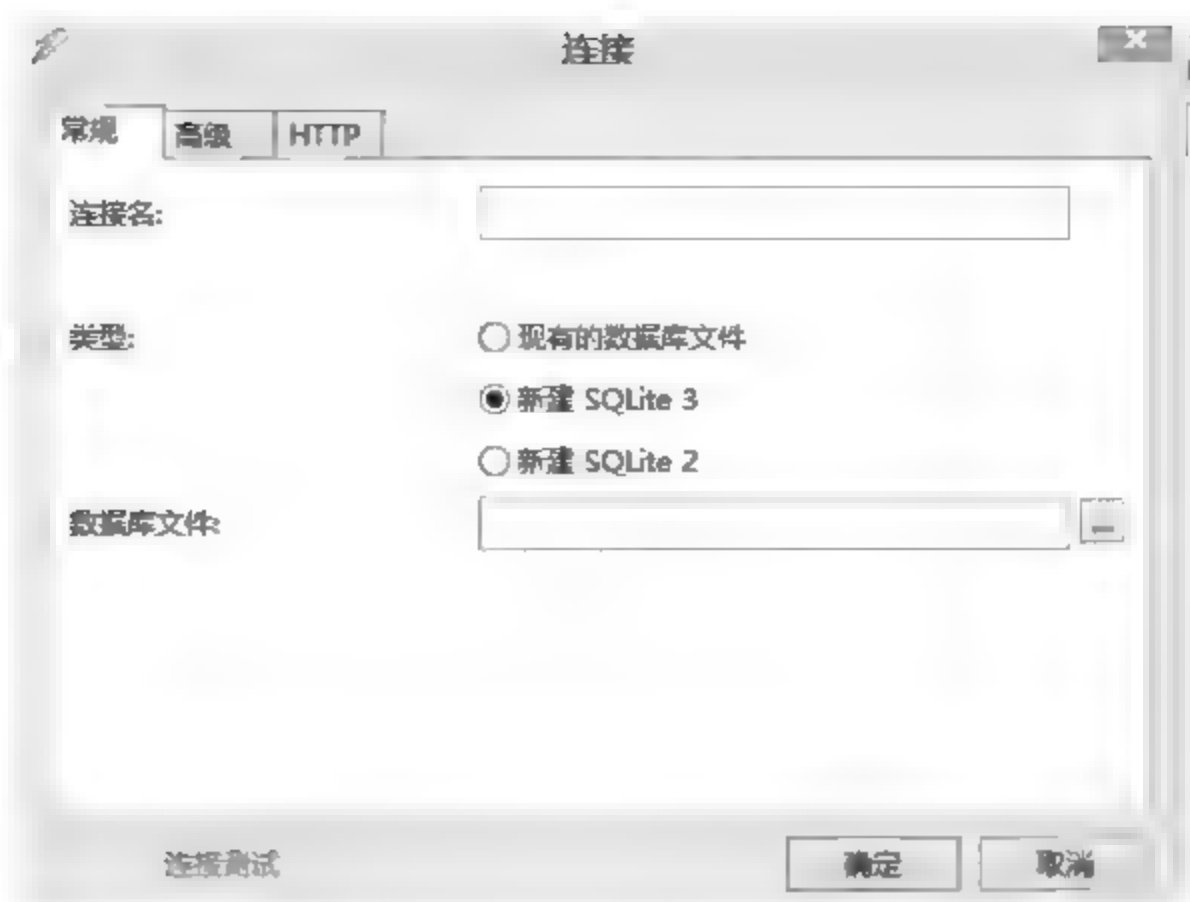 连接
常规 高级 HTTP
连接名:
类型: 现有的数据库文件
新建 SQLite 3
新建 SQLite 2
数据库文件:
连接测试 确定 取消